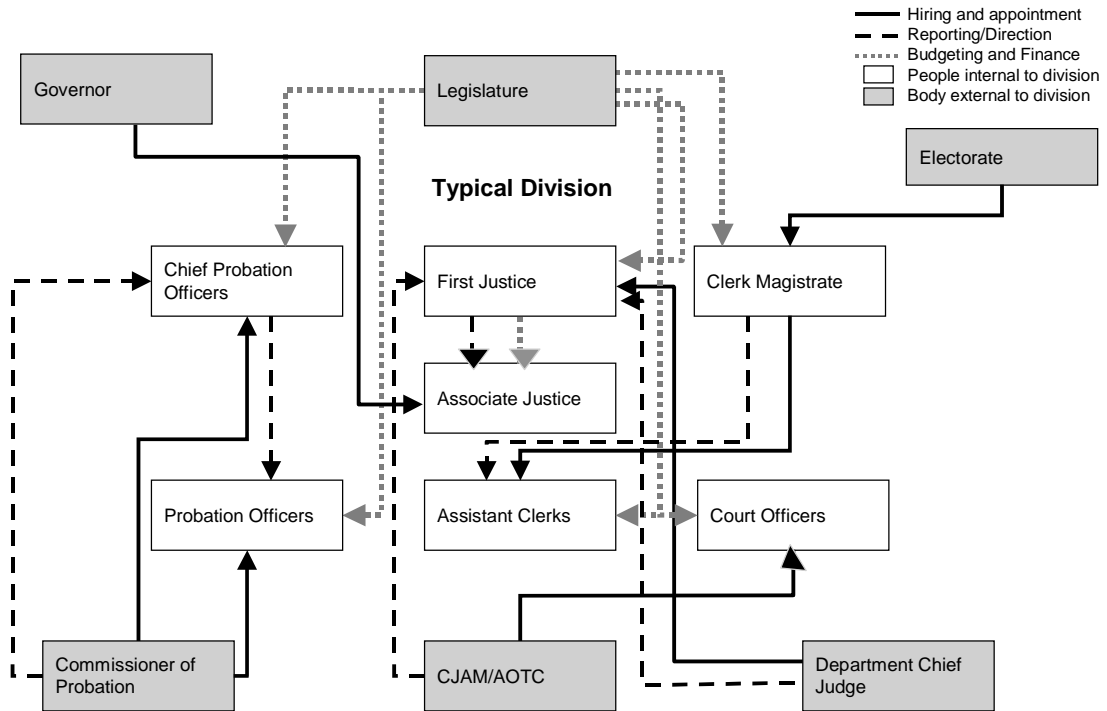 Hiring and appointment
Reporting/Direction
Budgeting and Finance
People internal to division
Body external to division
Governor
Legislature
Electorate
Typical Division
Chief Probation
Officers
First Justice
Clerk Magistrate
Associate Justice
Probation Officers
Assistant Clerks
Court Officers
Commissioner of
Probation
CJAM/AOTC
Department Chief
Judge